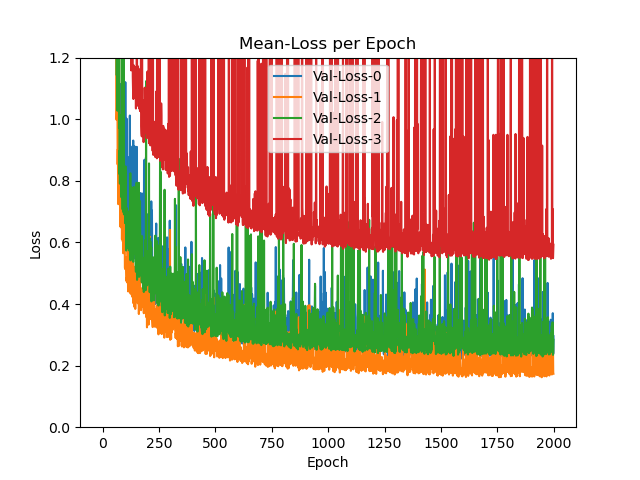 Mean-Loss per Epoch
1.2
1.0
0.8
0.6
0.4
0.2
0.0
Loss
Val-Loss-0
Val-Loss-1
Val-Loss-2
Val-Loss-3
0 250 500 750 1000 1250 1500 1750 2000
Epoch